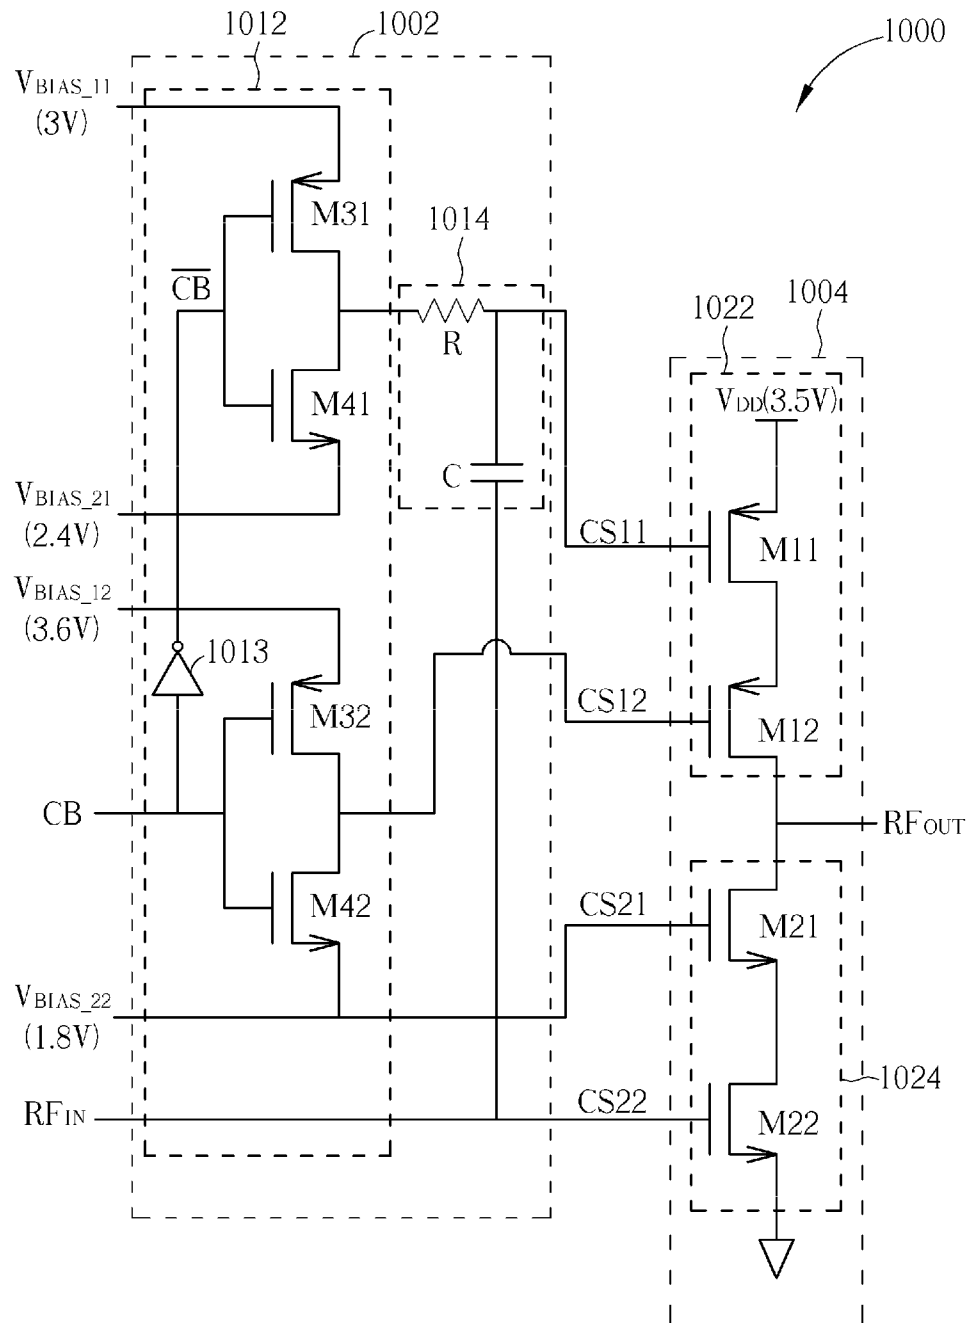 1012
1002
1000
VBIAS_11
(3V)
M31
1014
CB
R
1004
1022
VDD(3.5V)
M41
C
VBIAS_21
(2.4V)
CS11
M11
VBIAS_12
(3.6V)
1013
M32
CS12
M12
CB
RFOUT
M42
CS21
M21
VBIAS_22
(1.8V)
1024
RFIN
CS22
M22